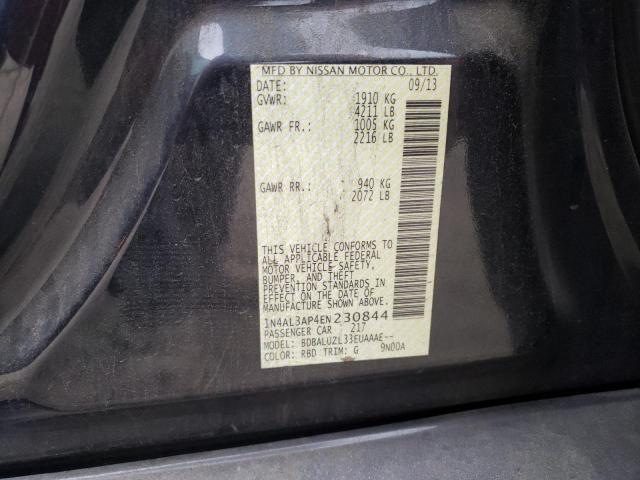 MFD BY NISSAN MOTOR CO., LTD.
DATE: 09/13
GVWR: 1910 KG
4211 LB
GAWR FR.: 1005 KG
2216 LB
GAWR RR.: 940 KG
2072 LB
THIS VEHICLE CONFORMS TO
ALL APPLICABLE FEDERAL
MOTOR VEHICLE SAFETY,
BUMPER, AND THEFT
PREVENTION STANDARDS IN
EFFECT ON THE DATE OF
MANUFACTURE SHOWN ABOVE.
1N4AL3AP4EN230844
PASSENGER CAR 217
MODEL: BDBALUZL33EUAAAE--
COLOR: RBD TRIM: G 9N00A